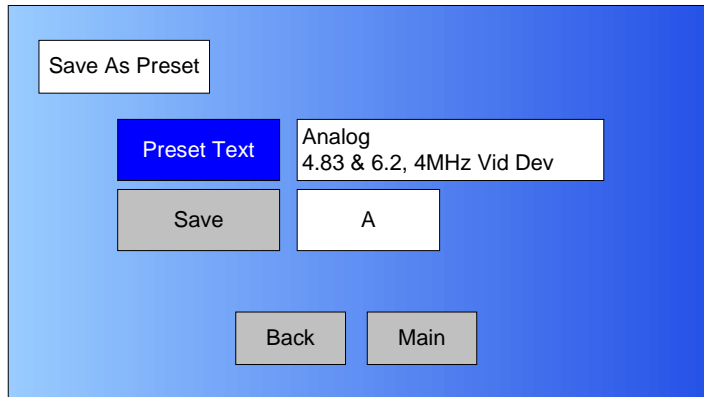 Save As Preset
Preset Text
Analog
4.83 & 6.2, 4MHz Vid Dev
Save
A
Back
Main